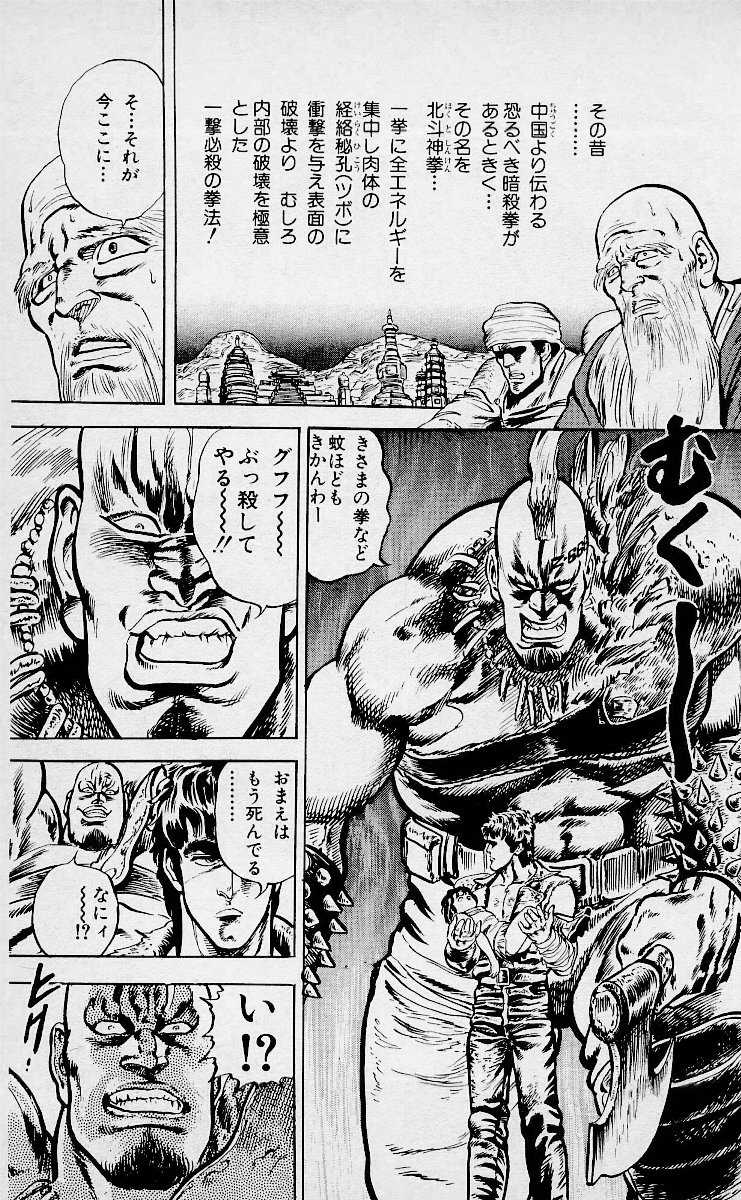 その昔
………
中国より伝わる
恐るべき暗殺拳が
あるときく…
その名を
北斗神拳…
一挙に全エネルギーを
集中し肉体の
経絡秘孔(ツボ)に
衝撃を与え表面の
破壊より むしろ
内部の破壊を極意
とした
一撃必殺の拳法!
そ…それが
今ここに…
むくーっ
きさまの拳など
蚊ほども
きかんわー
グフフ〜〜
ぶっ殺して
やる〜〜!!
おまえは
もう死んでる
………
なにィ
〜〜!?
い!?
ピク